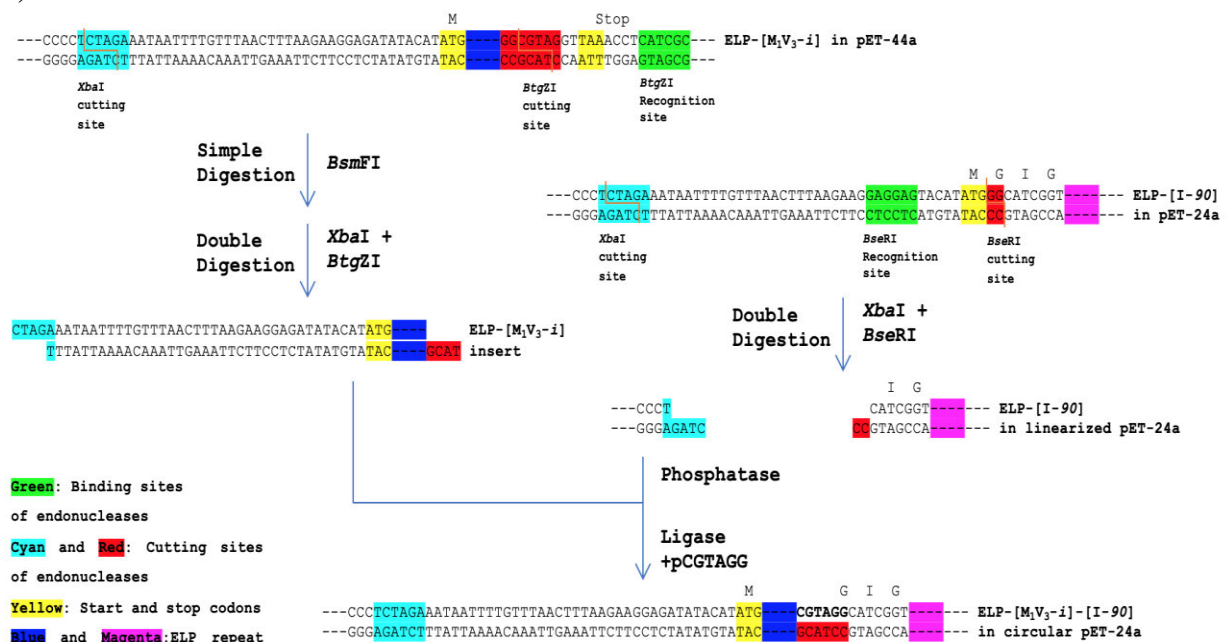 M Stop
---CCCCTCTAGAAATAATTTTGTTTAACTTTAAGAAGGAGATATACATATG----GGCGTAGGTTAAACCTCATCGC--- ELP-[M1V3-i] in pET-44a
---GGGGAGATCTTTATTAAAACAAATTGAAATTCTTCCTCTATATGTATAC----CCGCATCCAATTTGGAGTAGCG---
XbaI cutting site
BtgZI cutting site
BtgZI Recognition site
Simple Digestion
BsmFI
Double Digestion
XbaI + BtgZI
M G I G
---CCCTCTAGAAATAATTTTGTTTAACTTTAAGAAGGAGGAGTACATATGGGCATCGGT------- ELP-[I-90]
---GGGAGATCTTTATTAAAACAAATTGAAATTCTTCCTCCTCATGTATACCCGTAGCCA------- in pET-24a
XbaI cutting site
BseRI Recognition site
BseRI cutting site
CTAGAAATAATTTTGTTTAACTTTAAGAAGGAGATATACATATG---- ELP-[M1V3-i]
TTTATTAAAACAAATTGAAATTCTTCCTCTATATGTATAC----GCAT insert
Double Digestion
XbaI + BseRI
I G
---CCCT CATCGGT------- ELP-[I-90]
---GGGAGATC CCGTAGCCA------- in linearized pET-24a
Phosphatase
Ligase
+pCGTAGG
Green: Binding sites
of endonucleases
Cyan and Red: Cutting sites
of endonucleases
Yellow: Start and stop codons
Blue and Magenta:ELP repeat
M G I G
---CCCTCTAGAAATAATTTTGTTTAACTTTAAGAAGGAGATATACATATG----CGTAGGCATCGGT------- ELP-[M1V3-i]-[I-90]
---GGGAGATCTTTATTAAAACAAATTGAAATTCTTCCTCTATATGTATAC----GCATCCGTAGCCA------- in circular pET-24a